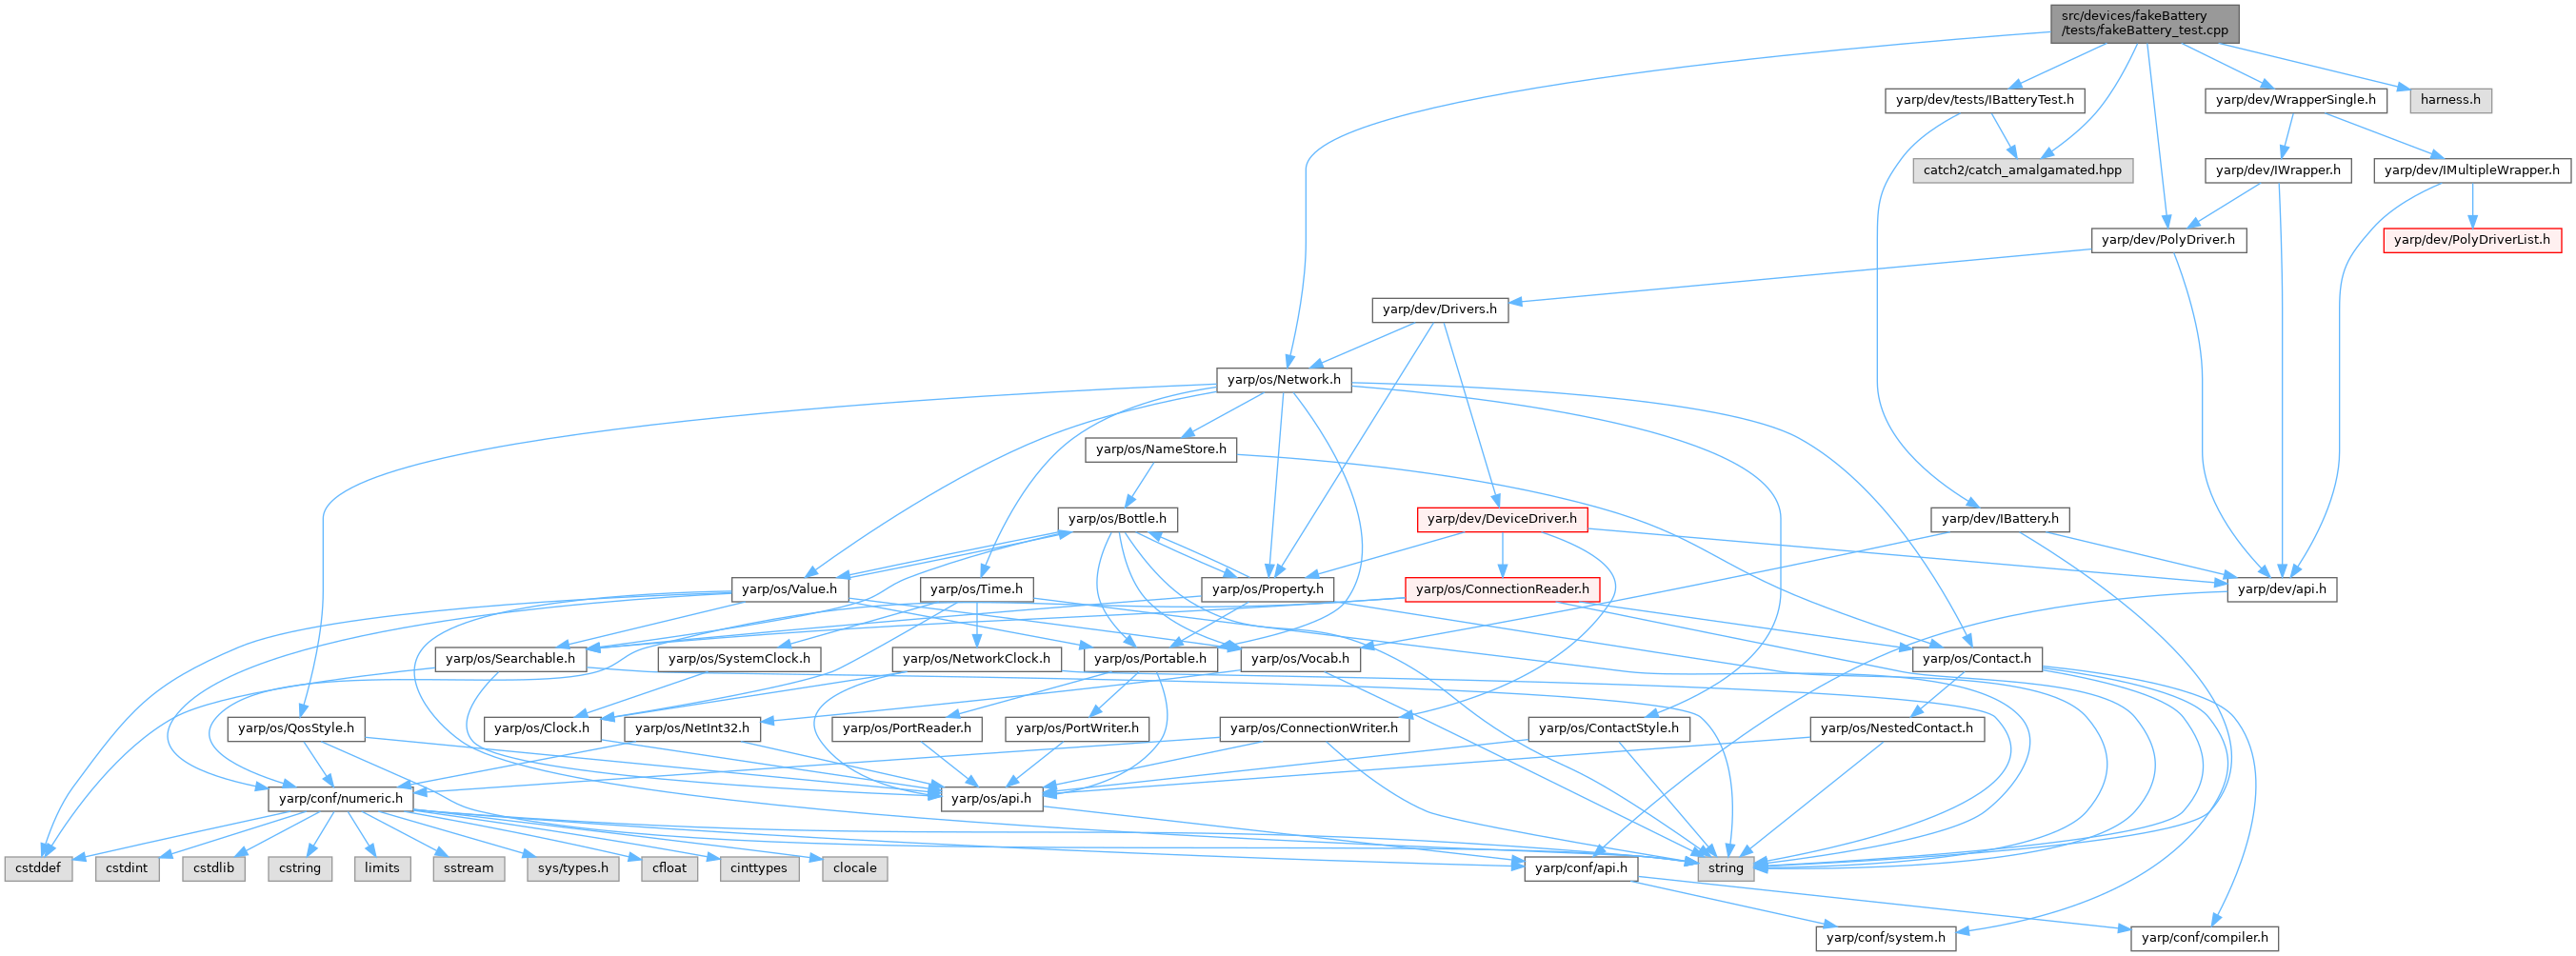 src/devices/fakeBattery
/tests/fakeBattery_test.cpp
yarp/dev/tests/IBatteryTest.h
yarp/dev/WrapperSingle.h
harness.h
catch2/catch_amalgamated.hpp
yarp/dev/IWrapper.h
yarp/dev/IMultipleWrapper.h
yarp/dev/PolyDriver.h
yarp/dev/PolyDriverList.h
yarp/dev/Drivers.h
yarp/os/Network.h
yarp/os/NameStore.h
yarp/os/Bottle.h
yarp/dev/DeviceDriver.h
yarp/dev/IBattery.h
yarp/os/Value.h
yarp/os/Time.h
yarp/os/Property.h
yarp/os/ConnectionReader.h
yarp/dev/api.h
yarp/os/Searchable.h
yarp/os/SystemClock.h
yarp/os/NetworkClock.h
yarp/os/Portable.h
yarp/os/Vocab.h
yarp/os/Contact.h
yarp/os/QosStyle.h
yarp/os/Clock.h
yarp/os/NetInt32.h
yarp/os/PortReader.h
yarp/os/PortWriter.h
yarp/os/ConnectionWriter.h
yarp/os/ContactStyle.h
yarp/os/NestedContact.h
yarp/conf/numeric.h
yarp/os/api.h
cstddef
cstdint
cstdlib
cstring
limits
sstream
sys/types.h
cfloat
cinttypes
clocale
yarp/conf/api.h
string
yarp/conf/system.h
yarp/conf/compiler.h